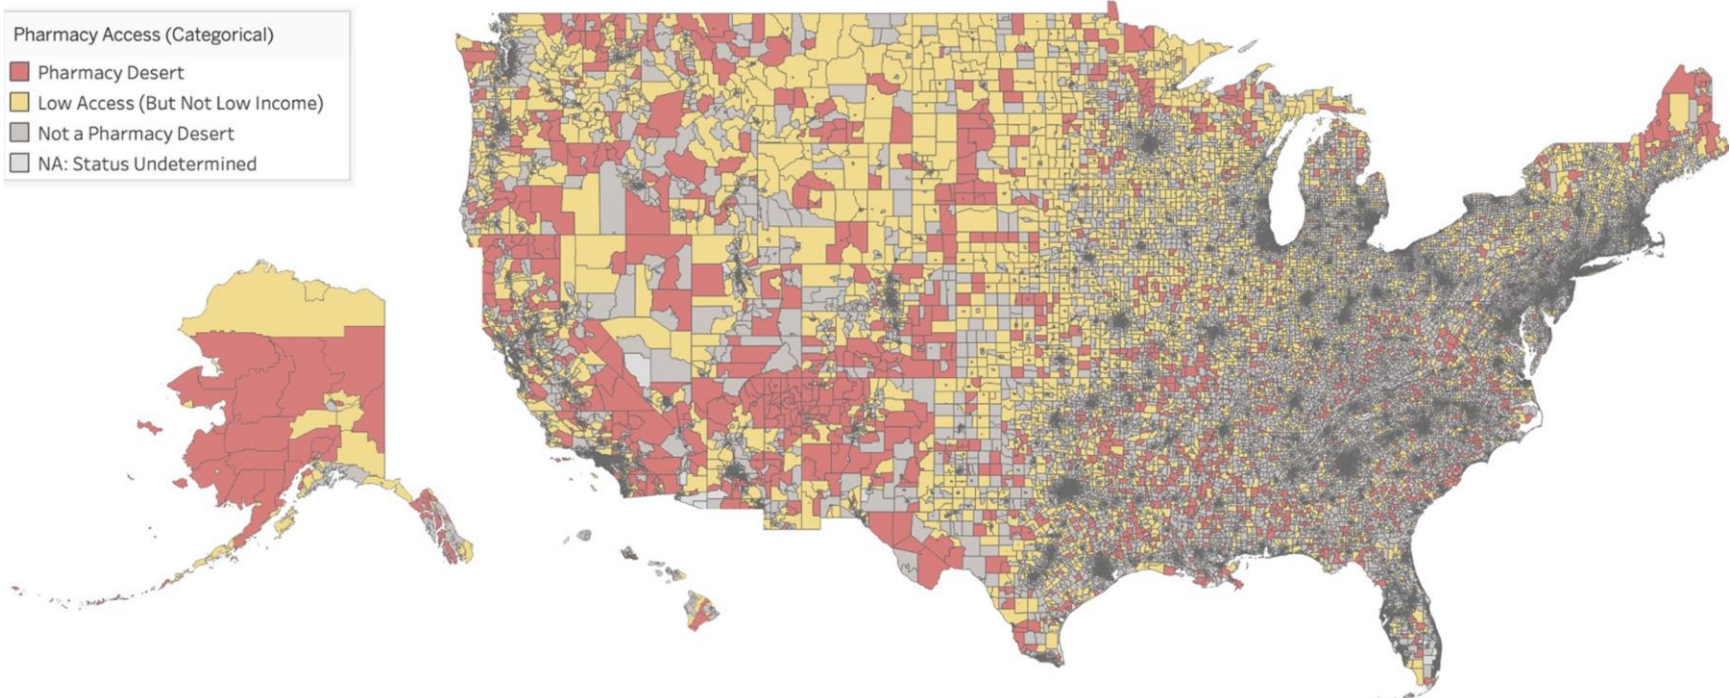 Pharmacy Access (Categorical)
Pharmacy Desert
Low Access (But Not Low Income)
Not a Pharmacy Desert
NA: Status Undetermined